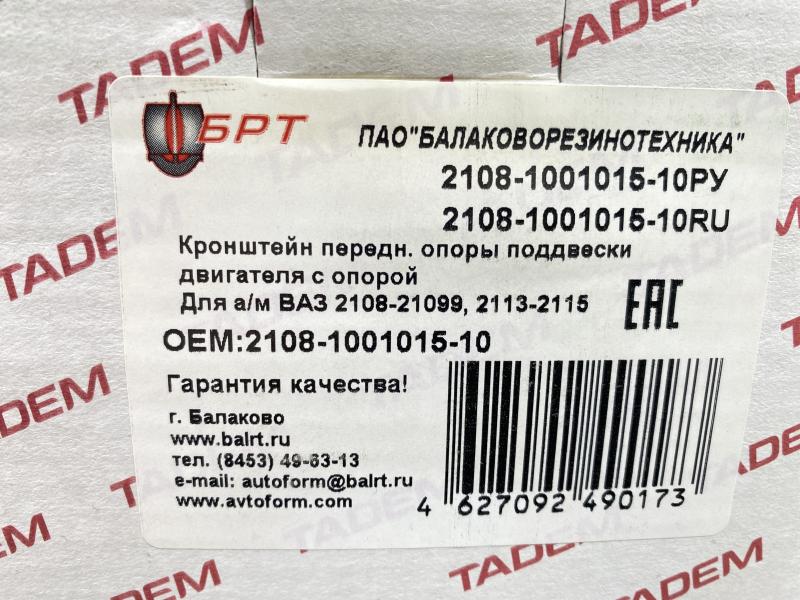 TADEM
TADEM
TADEM
БРТ
ПАО"БАЛАКОВОРЕЗИНОТЕХНИКА"
2108-1001015-10РУ
2108-1001015-10RU
Кронштейн передн. опоры поддвески
двигателя с опорой
Для а/м ВАЗ 2108-21099, 2113-2115
EAC
OEM:2108-1001015-10
Гарантия качества!
г. Балаково
www.balrt.ru
тел. (8453) 49-63-13
e-mail: autoform@balrt.ru
www.avtoform.com
4 627092 490173
TADEM
TADEM
TADEM
TADEM